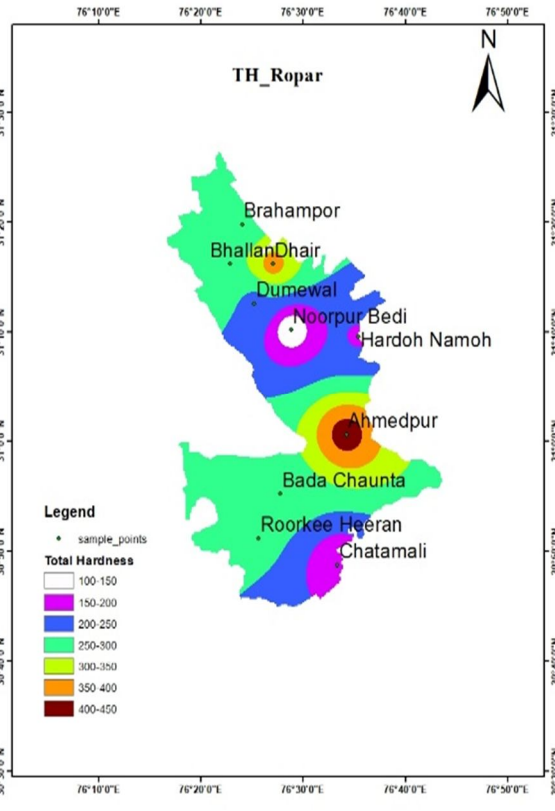 76°10'0"E 76°20'0"E 76°30'0"E 76°40'0"E 76°50'0"E
N
TH_Ropar
Brahampor
BhallanDhair
Dumewal
Noorpur Bedi
Hardoh Namoh
Ahmedpur
Bada Chaunta
Roorkee Heeran
Chatamali
Legend
sample_points
Total Hardness
100-150
150-200
200-250
250-300
300-350
350-400
400-450
76°10'0"E 76°20'0"E 76°30'0"E 76°40'0"E 76°50'0"E